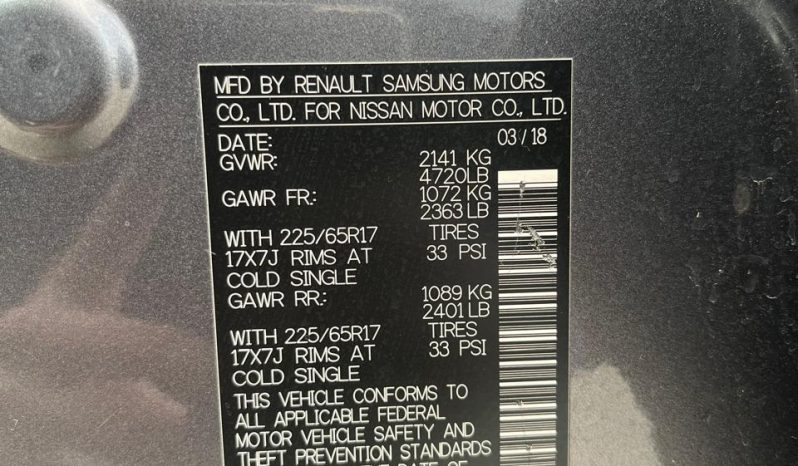 MFD BY RENAULT SAMSUNG MOTORS
CO., LTD. FOR NISSAN MOTOR CO., LTD.
DATE: 03/18
GVWR: 2141 KG
4720LB
GAWR FR.: 1072 KG
2363 LB
WITH 225/65R17 TIRES
17X7J RIMS AT 33 PSI
COLD SINGLE
GAWR RR.: 1089 KG
2401 LB
WITH 225/65R17 TIRES
17X7J RIMS AT 33 PSI
COLD SINGLE
THIS VEHICLE CONFORMS TO
ALL APPLICABLE FEDERAL
MOTOR VEHICLE SAFETY AND
THEFT PREVENTION STANDARDS
DATE OF